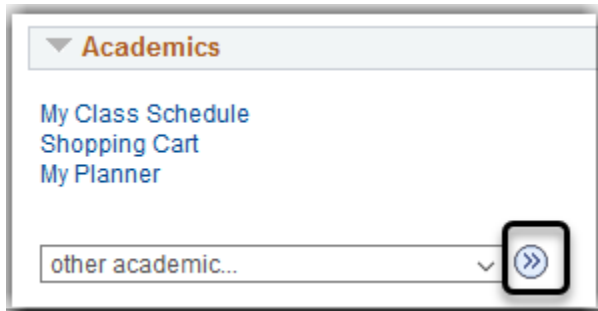 Academics
My Class Schedule
Shopping Cart
My Planner
other academic...